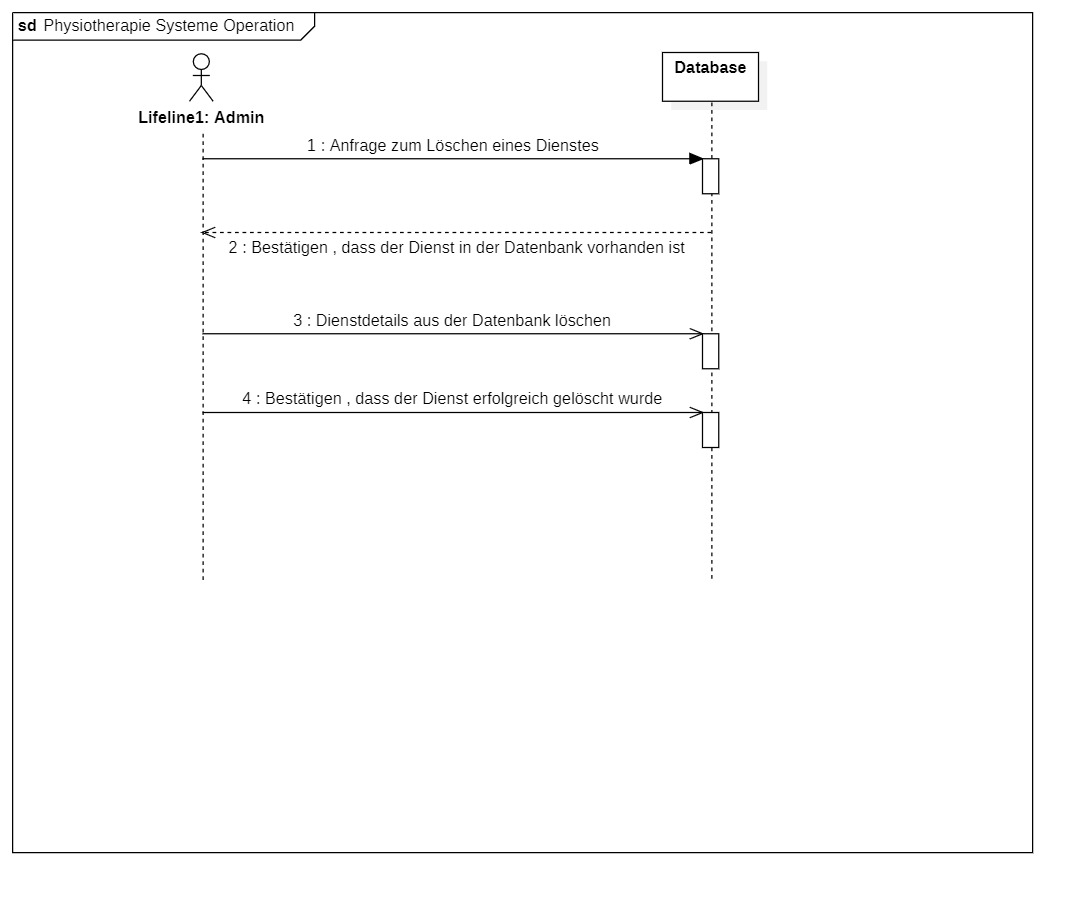 sd Physiotherapie Systeme Operation
Database
Lifeline1: Admin
1 : Anfrage zum Löschen eines Dienstes
2 : Bestätigen , dass der Dienst in der Datenbank vorhanden ist
3 : Dienstdetails aus der Datenbank löschen
4 : Bestätigen , dass der Dienst erfolgreich gelöscht wurde